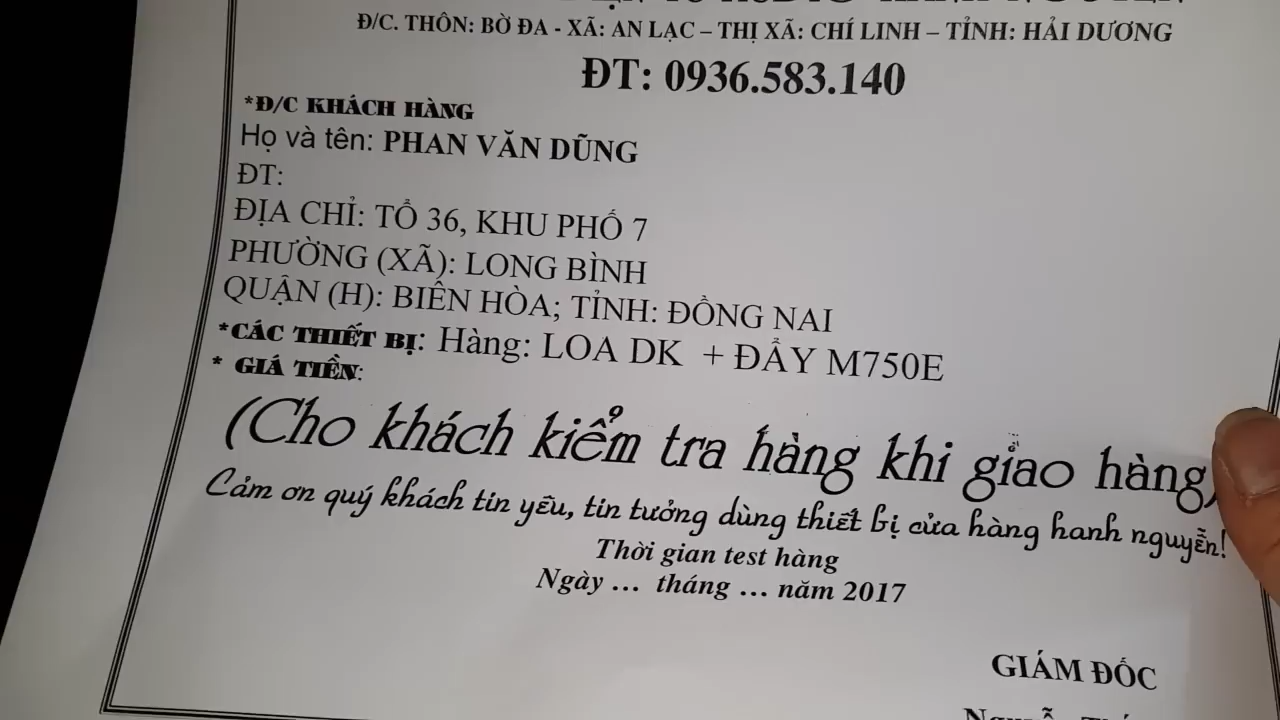 Đ/C. THÔN: BỜ ĐA - XÃ: AN LẠC – THỊ XÃ: CHÍ LINH – TỈNH: HẢI DƯƠNG
ĐT: 0936.583.140
*Đ/C KHÁCH HÀNG
Họ và tên: PHAN VĂN DŨNG
ĐT:
ĐỊA CHỈ: TỔ 36, KHU PHỐ 7
PHƯỜNG (XÃ): LONG BÌNH
QUẬN (H): BIÊN HÒA; TỈNH: ĐỒNG NAI
*CÁC THIẾT BỊ: Hàng: LOA DK + ĐẨY M750E
* GIÁ TIỀN:
(Cho khách kiểm tra hàng khi giao hàng)
Cảm ơn quý khách tin yêu, tin tưởng dùng thiết bị cửa hàng hanh nguyễn!
Thời gian test hàng
Ngày ... tháng ... năm 2017
GIÁM ĐỐC